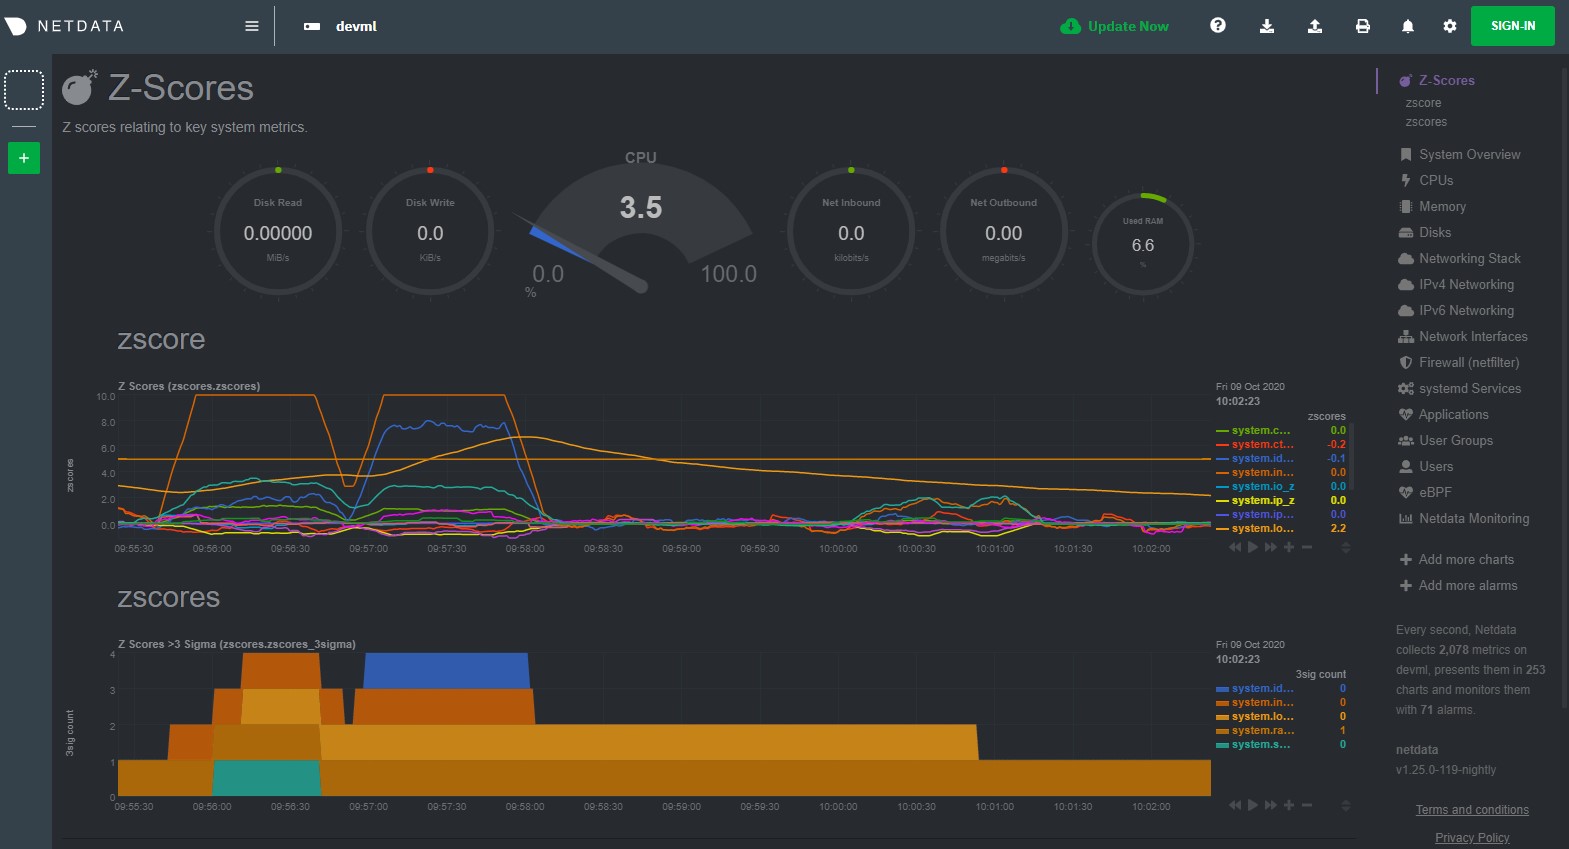 NETDATA
devml
Update Now
SIGN-IN
Z-Scores
Z scores relating to key system metrics.
Disk Read
0.00000
MiB/s
Disk Write
0.0
KiB/s
CPU
3.5
0.0
100.0
%
Net Inbound
0.0
kilobits/s
Net Outbound
0.00
megabits/s
Used RAM
6.6
%
zscore
Z Scores (zscores.zscores)
zscores
10.0
8.0
6.0
4.0
2.0
0.0
09:55:30 09:56:00 09:56:30 09:57:00 09:57:30 09:58:00 09:58:30 09:59:00 09:59:30 10:00:00 10:00:30 10:01:00 10:01:30 10:02:00
Fri 09 Oct 2020
10:02:23
zscores
system.c... 0.0
system.ct... -0.2
system.id... -0.1
system.in... 0.0
system.io_z 0.0
system.ip_z 0.0
system.ip... 0.0
system.lo... 2.2
zscores
Z Scores >3 Sigma (zscores.zscores_3sigma)
3sig count
4
3
2
1
0
09:55:30 09:56:00 09:56:30 09:57:00 09:57:30 09:58:00 09:58:30 09:59:00 09:59:30 10:00:00 10:00:30 10:01:00 10:01:30 10:02:00
Fri 09 Oct 2020
10:02:23
3sig count
system.id... 0
system.in... 0
system.lo... 0
system.ra... 1
system.s... 0
Z-Scores
zscore
zscores
System Overview
CPUs
Memory
Disks
Networking Stack
IPv4 Networking
IPv6 Networking
Network Interfaces
Firewall (netfilter)
systemd Services
Applications
User Groups
Users
eBPF
Netdata Monitoring
Add more charts
Add more alarms
Every second, Netdata
collects 2,078 metrics on
devml, presents them in 253
charts and monitors them
with 71 alarms.
netdata
v1.25.0-119-nightly
Terms and conditions
Privacy Policy